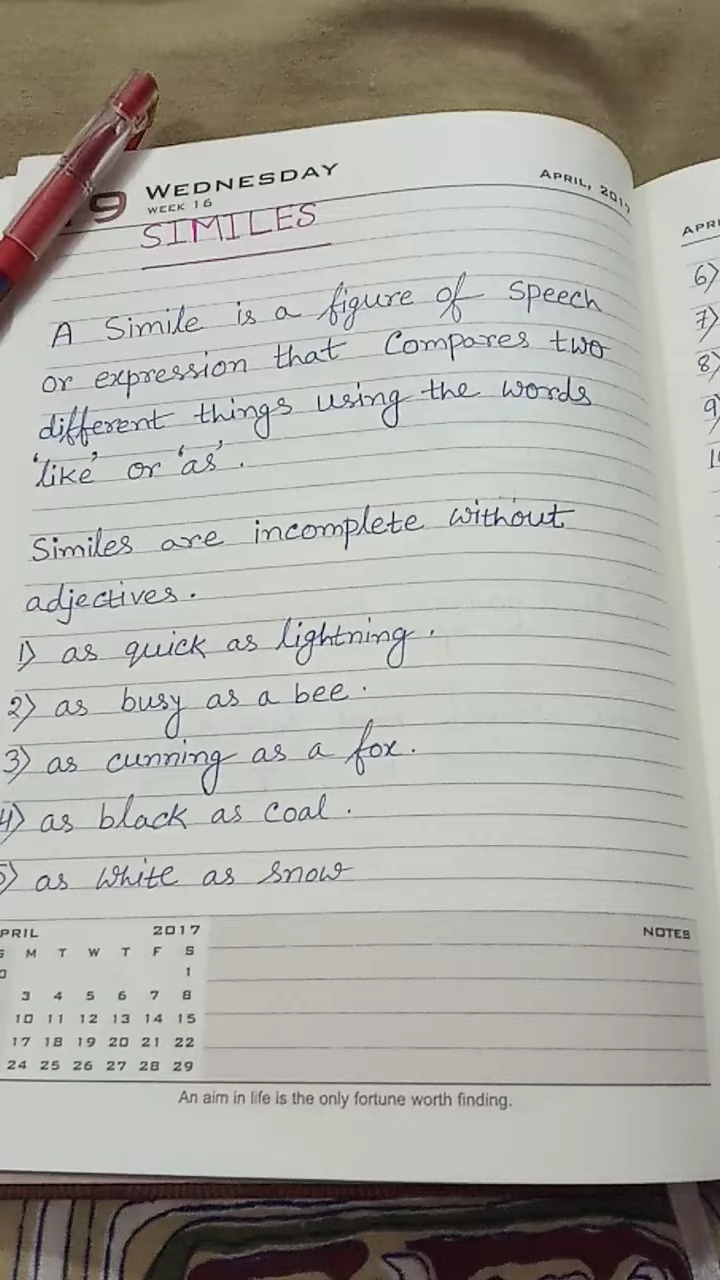 9 WEDNESDAY
WEEK 16
APRIL, 2017
SIMILES
A Simile is a figure of speech
or expression that compares two
different things using the words
'like' or 'as'.
Similes are incomplete without
adjectives.
1) as quick as lightning.
2) as busy as a bee.
3) as cunning as a fox.
4) as black as coal.
5) as white as snow
PRIL 2017
S M T W T F S
0 1
3 4 5 6 7 8
10 11 12 13 14 15
17 18 19 20 21 22
24 25 26 27 28 29
NOTES
An aim in life is the only fortune worth finding.
APRI
6)
7)
8)
9)